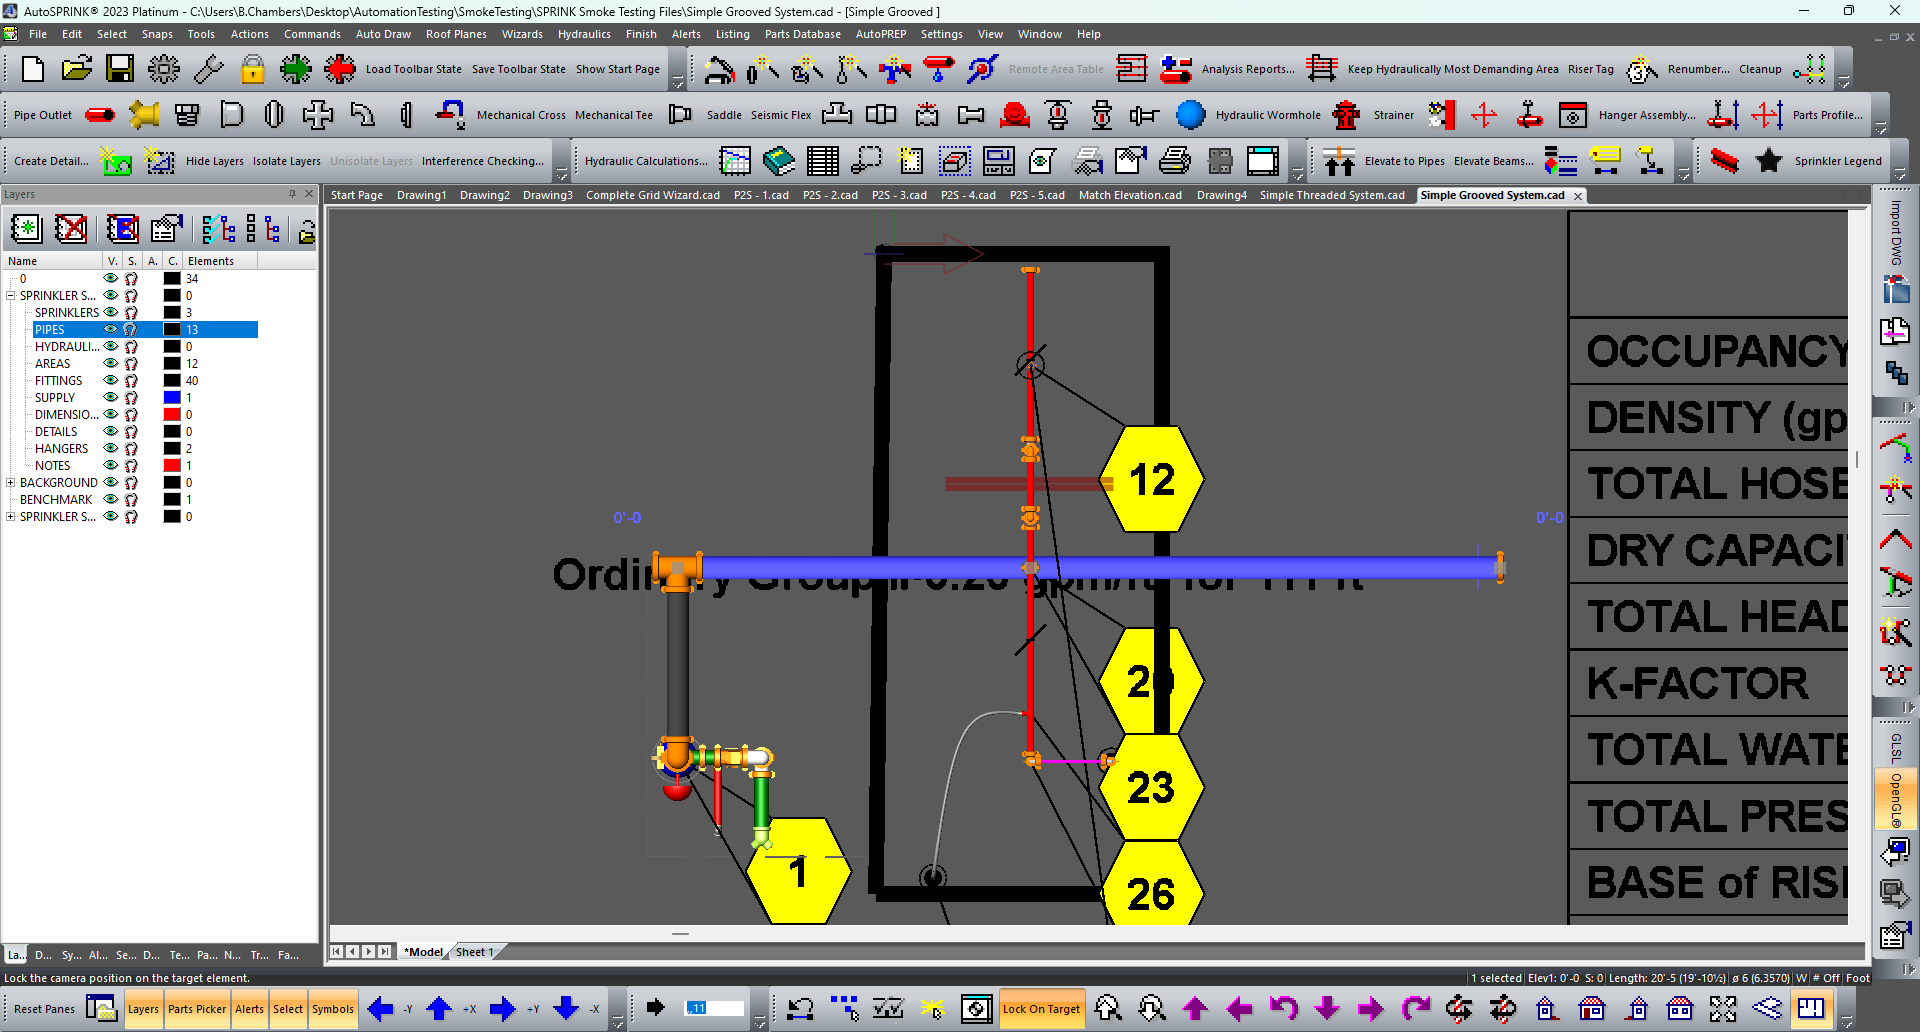 AutoSPRINK® 2023 Platinum - C:\Users\B.Chambers\Desktop\AutomationTesting\SmokeTesting\SPRINK Smoke Testing Files\Simple Grooved System.cad - [Simple Grooved ]
File Edit Select Snaps Tools Actions Commands Auto Draw Roof Planes Wizards Hydraulics Finish Alerts Listing Parts Database AutoPREP Settings View Window Help
Load Toolbar State Save Toolbar State Show Start Page Remote Area Table Analysis Reports... Keep Hydraulically Most Demanding Area Riser Tag Renumber... Cleanup
Pipe Outlet Mechanical Cross Mechanical Tee Saddle Seismic Flex Hydraulic Wormhole Strainer Hanger Assembly... Parts Profile...
Create Detail... Hide Layers Isolate Layers Unisolate Layers Interference Checking... Hydraulic Calculations... Elevate to Pipes Elevate Beams... Sprinkler Legend
Layers
Start Page Drawing1 Drawing2 Drawing3 Complete Grid Wizard.cad P2S - 1.cad P2S - 2.cad P2S - 3.cad P2S - 4.cad P2S - 5.cad Match Elevation.cad Drawing4 Simple Threaded System.cad Simple Grooved System.cad
Name V. S. A. C. Elements
0 34
SPRINKLER S... 0
SPRINKLERS 3
PIPES 13
HYDRAULI... 0
AREAS 12
FITTINGS 40
SUPPLY 1
DIMENSIO... 0
DETAILS 0
HANGERS 2
NOTES 1
BACKGROUND 0
BENCHMARK 1
SPRINKLER S... 0
12
0'-0
0'-0
20
23
26
1
OCCUPANCY
DENSITY (gp
TOTAL HOSE
DRY CAPACI
TOTAL HEAD
K-FACTOR
TOTAL WATE
TOTAL PRES
BASE of RISI
Import DWG
GLSL
OpenGL®
*Model Sheet 1
La... D... Sy... Al... Se... D... Te... Pa... N... Tr... Fa...
Lock the camera position on the target element.
1 selected Elev1: 0'-0 S: 0 Length: 20'-5 (19'-10½) ø 6 (6.3570) W # Off Foot
Reset Panes Layers Parts Picker Alerts Select Symbols -Y +X +Y -X ,,11 Lock On Target